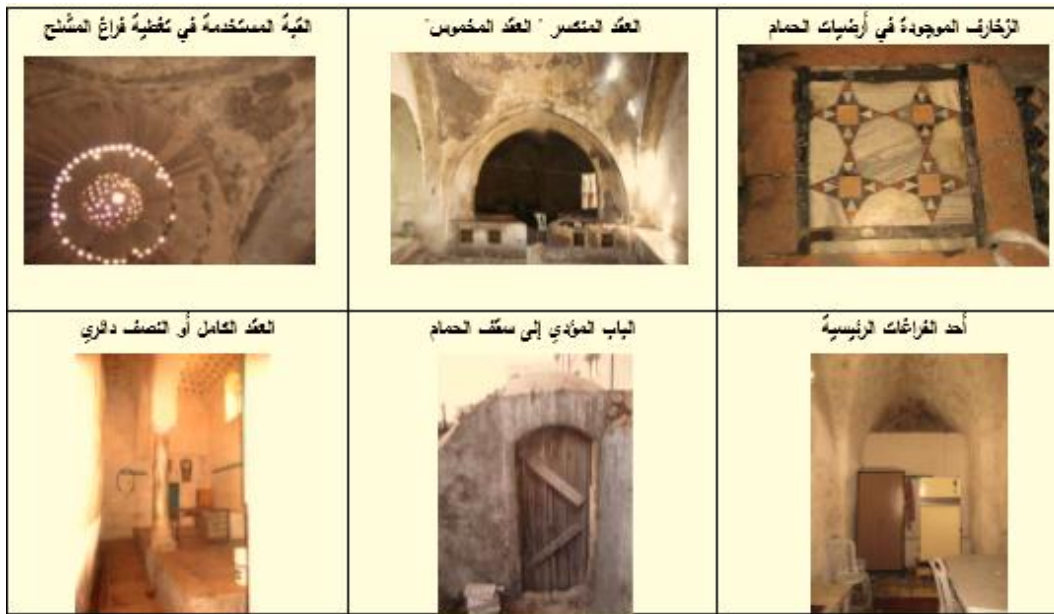 الزخارف الموجودة في أرضيات الحمام
العقد المنكسر " العقد المخموس"
القبة المستخدمة في تغطية فراغ المشلح
أحد الفراغات الرئيسية
الباب المؤدي إلى سقف الحمام
العقد الكامل أو النصف دائري